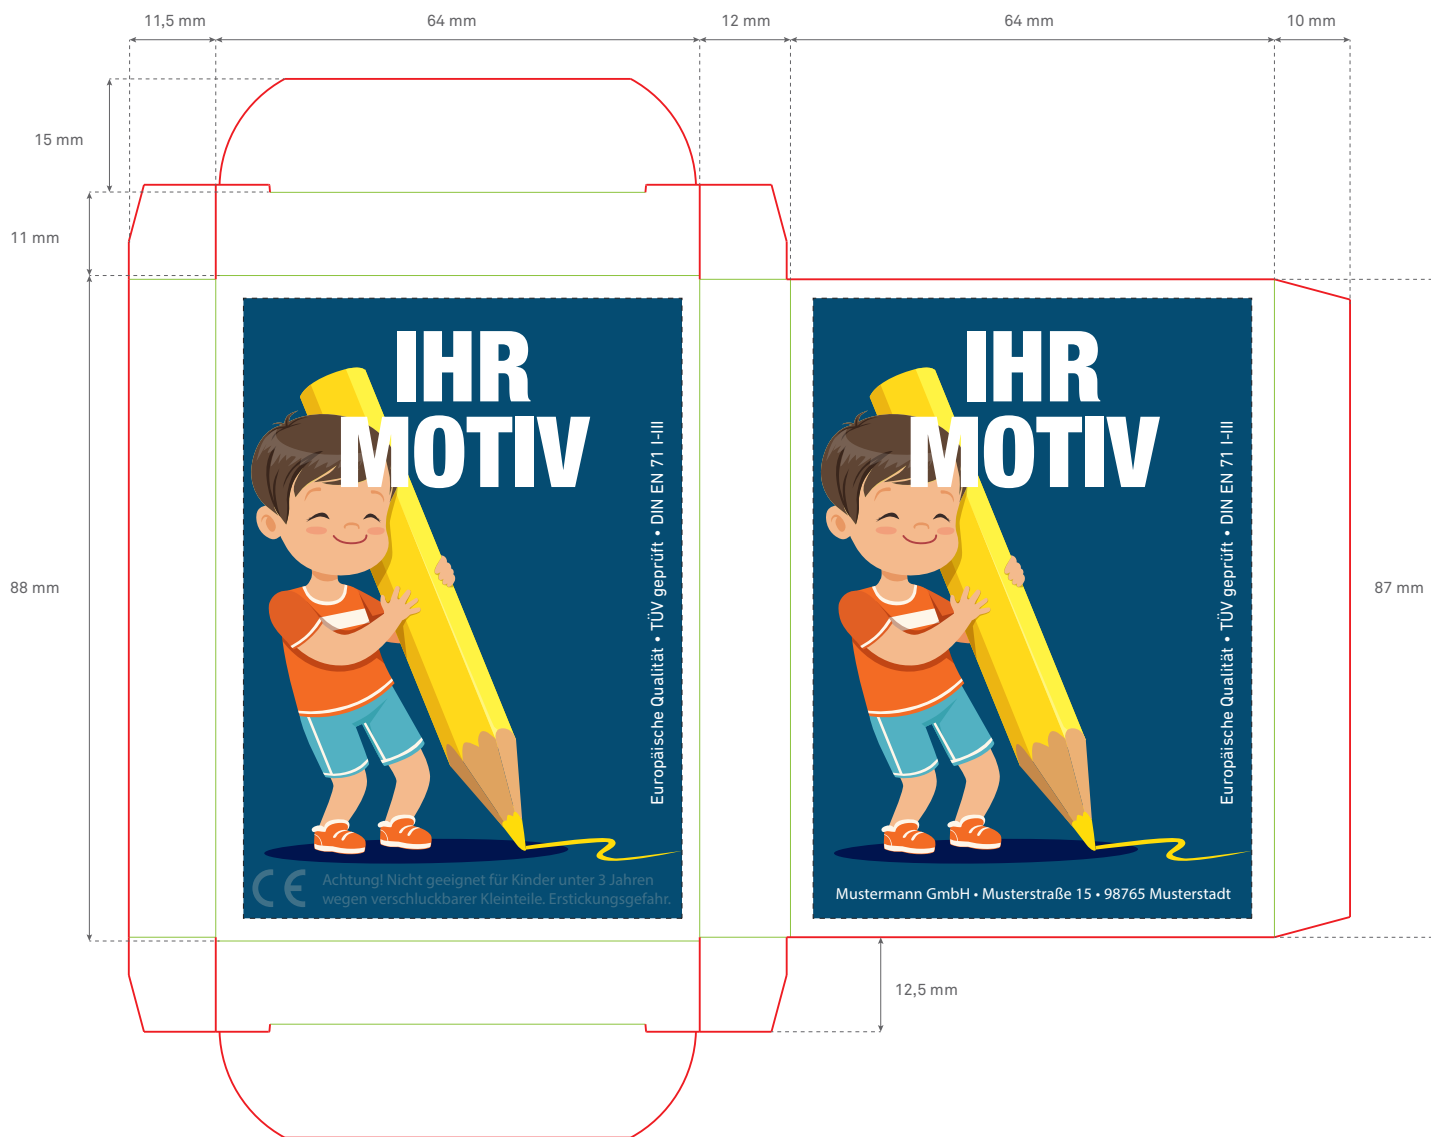 11,5 mm
64 mm
12 mm
64 mm
10 mm
15 mm
11 mm
88 mm
IHR
MOTIV
Europäische Qualität • TÜV geprüft • DIN EN 71 I-III
CE
Achtung! Nicht geeignet für Kinder unter 3 Jahren
wegen verschluckbarer Kleinteile. Erstickungsgefahr.
IHR
MOTIV
Europäische Qualität • TÜV geprüft • DIN EN 71 I-III
Mustermann GmbH • Musterstraße 15 • 98765 Musterstadt
87 mm
12,5 mm